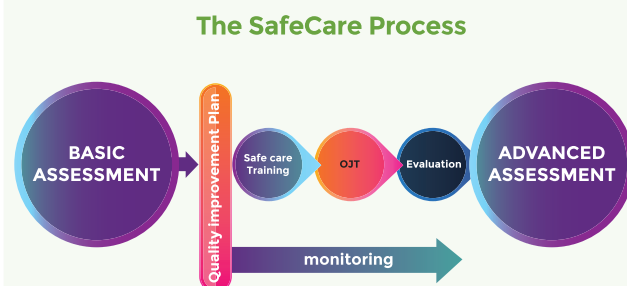 The SafeCare Process
BASIC
ASSESSMENT
Quality improvement Plan
Safe care
Training
OJT
Evaluation
ADVANCED
ASSESSMENT
monitoring